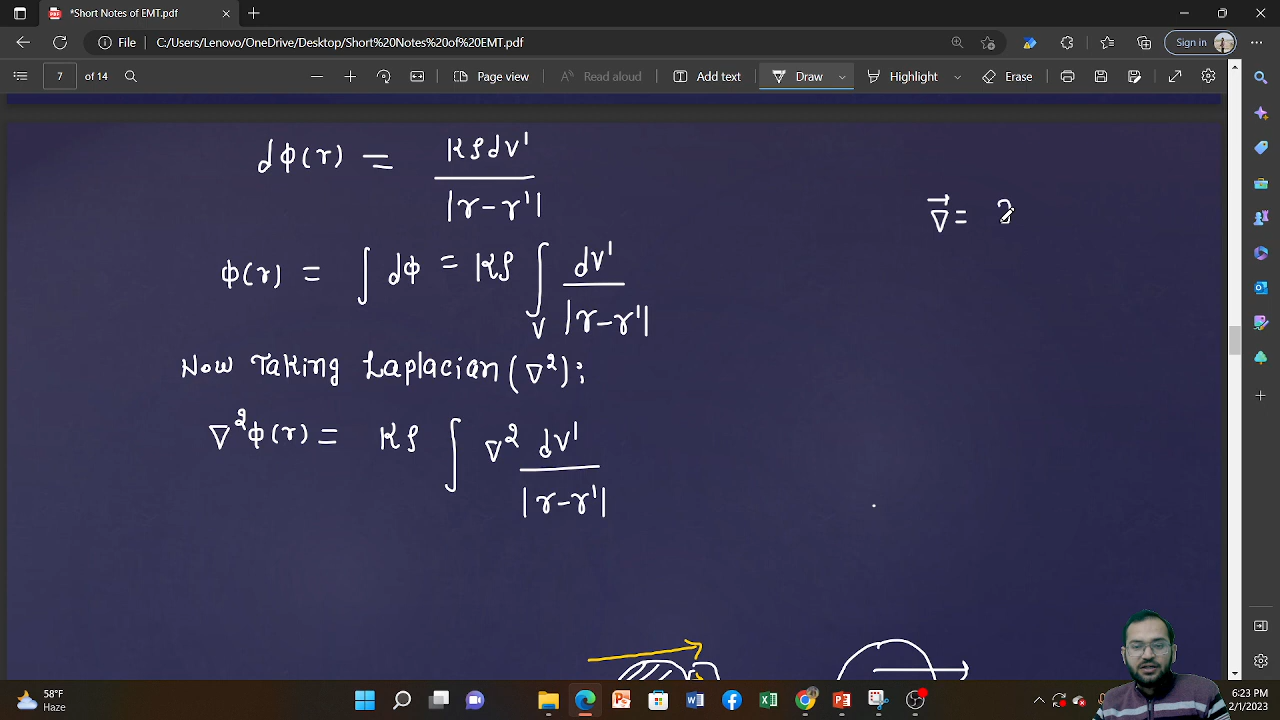 *Short Notes of EMT.pdf
File C:/Users/Lenovo/OneDrive/Desktop/Short%20Notes%20of%20EMT.pdf Sign in
7 of 14 Page view Read aloud Add text Draw Highlight Erase
dϕ(r) = Kρdv' / |r-r'|
∇⃗ =
ϕ(r) = ∫ dϕ = Kρ ∫_V dv' / |r-r'|
Now Taking Laplacian (∇²):
∇²ϕ(r) = Kρ ∫ ∇² dv' / |r-r'|
58°F
Haze
6:23 PM
2/1/2023